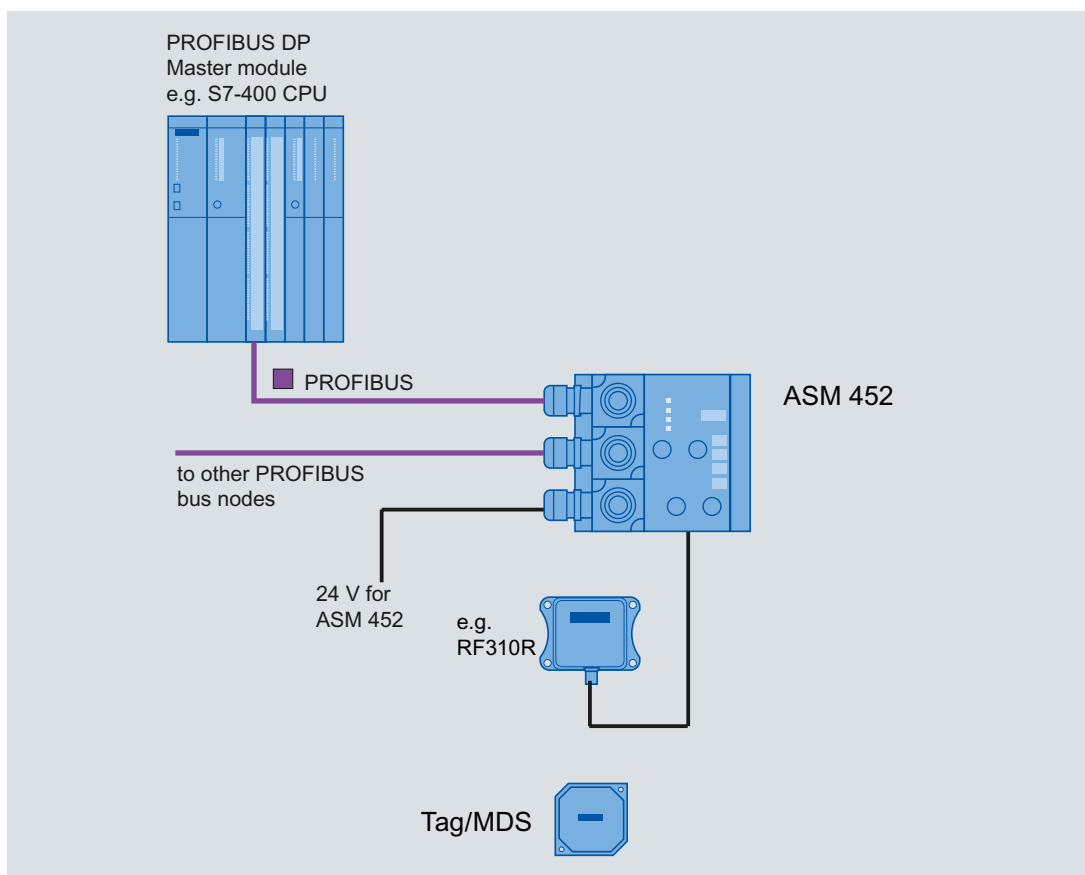 PROFIBUS DP
Master module
e.g. S7-400 CPU
PROFIBUS
ASM 452
to other PROFIBUS
bus nodes
24 V for
ASM 452
e.g.
RF310R
Tag/MDS